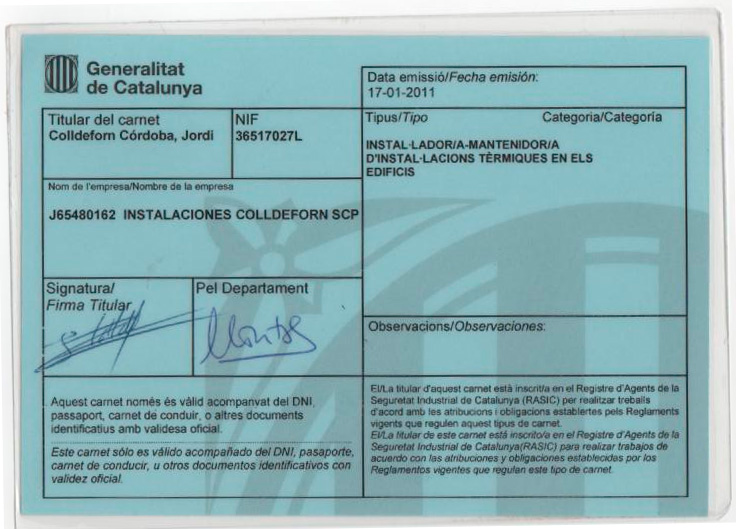 Generalitat
de Catalunya
Data emissió/Fecha emisión:
17-01-2011
Titular del carnet
Colldeforn Córdoba, Jordi
NIF
36517027L
Tipus/Tipo
Categoria/Categoría
INSTAL·LADOR/A-MANTENIDOR/A
D'INSTAL·LACIONS TÈRMIQUES EN ELS
EDIFICIS
Nom de l'empresa/Nombre de la empresa
J65480162 INSTALACIONES COLLDEFORN SCP
Signatura/
Firma Titular
Pel Departament
Observacions/Observaciones:
Aquest carnet només és vàlid acompanyat del DNI,
passaport, carnet de conduir, o altres documents
identificatius amb validesa oficial.
Este carnet sólo es válido acompañado del DNI, pasaporte,
carnet de conducir, u otros documentos identificativos con
validez oficial.
El/La titular d'aquest carnet està inscrit/a en el Registre d'Agents de la
Seguretat Industrial de Catalunya (RASIC) per realitzar treballs
d'acord amb les atribucions i obligacions establertes pels Reglaments
vigents que regulen aquest tipus de carnet.
El/La titular de este carnet está inscrito/a en el Registro d'Agents de la
Seguretat Industrial de Catalunya(RASIC) para realizar trabajos de
acuerdo con las atribuciones y obligaciones establecidas por los
Reglamentos vigentes que regulan este tipo de carnet.